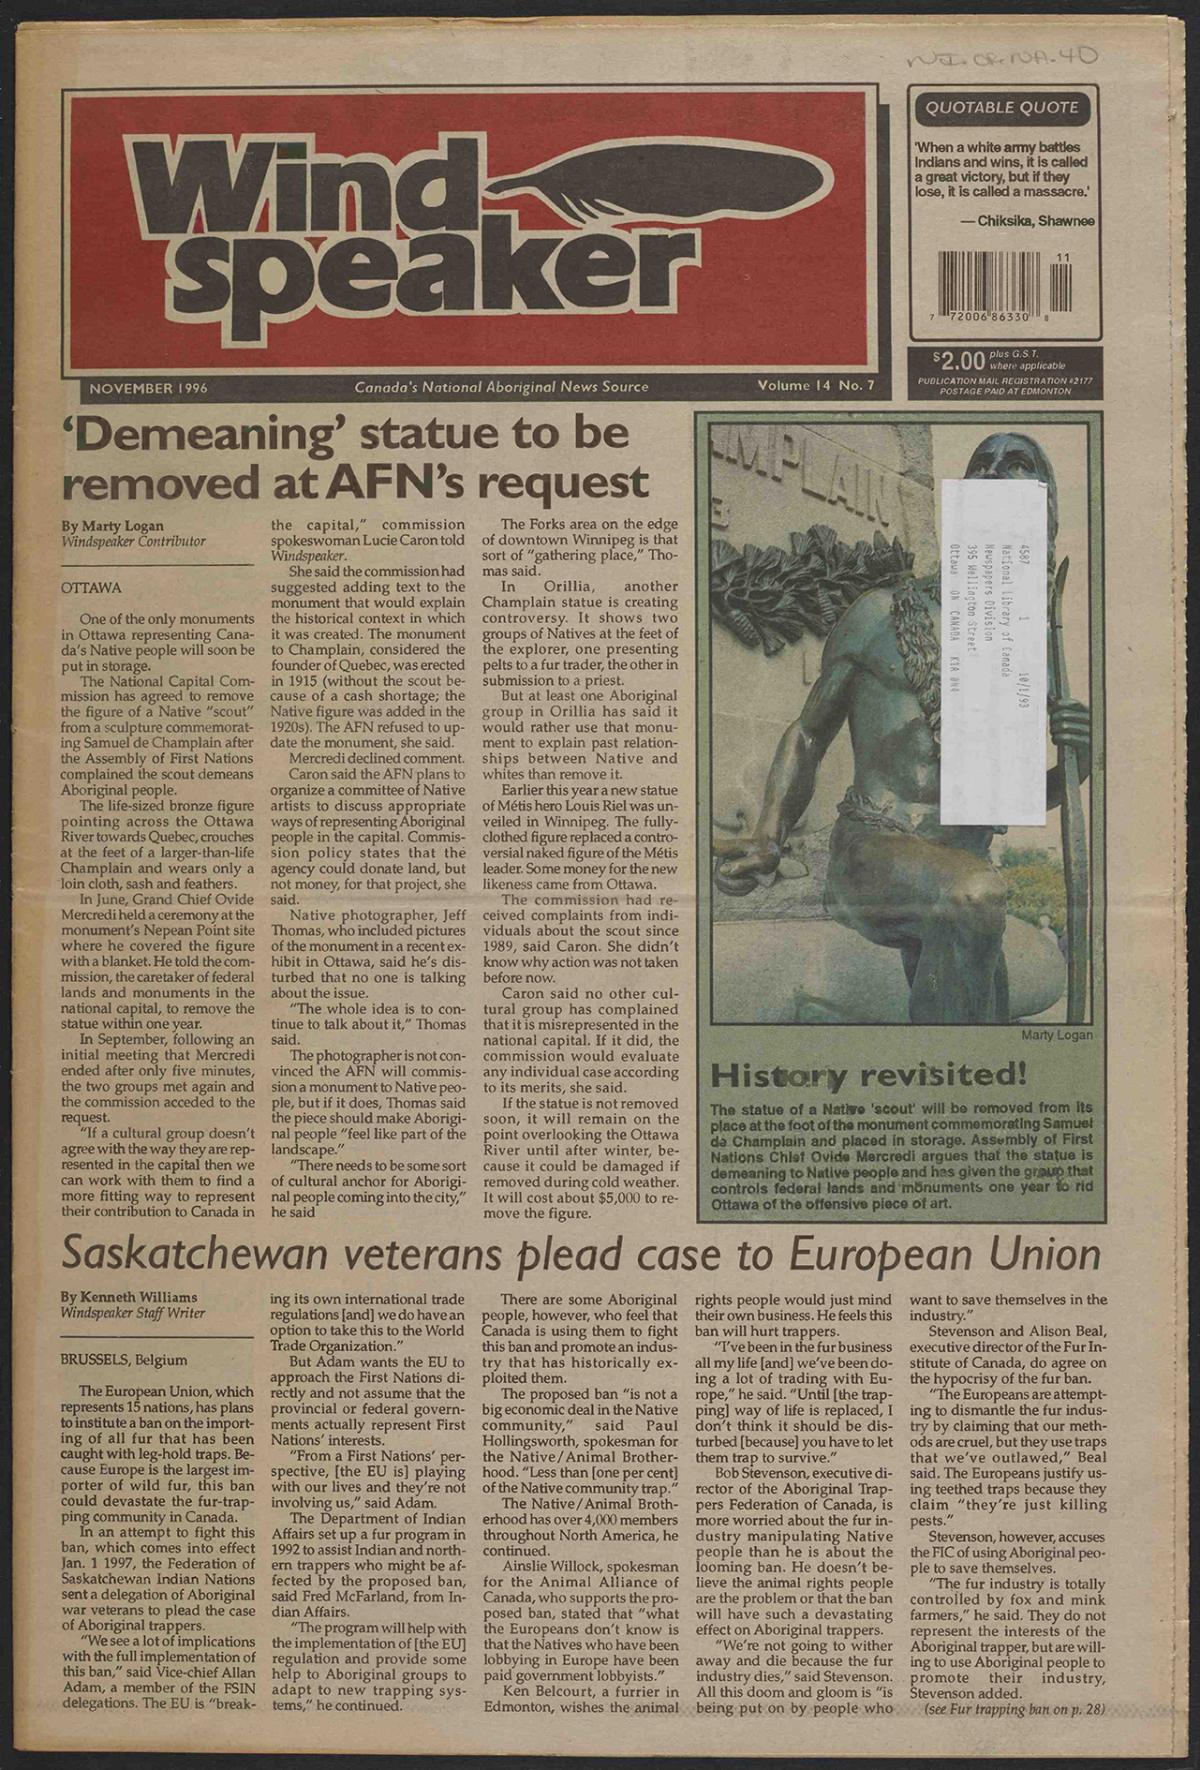 NI.OR.NA.40
Wind
speaker
QUOTABLE QUOTE
'When a white army battles
Indians and wins, it is called
a great victory, but if they
lose, it is called a massacre.'
— Chiksika, Shawnee
11
7 72006 86330 8
$2.00 plus G.S.T.
where applicable
PUBLICATION MAIL REGISTRATION #2177
POSTAGE PAID AT EDMONTON
NOVEMBER 1996 Canada's National Aboriginal News Source Volume 14 No. 7
'Demeaning' statue to be
removed at AFN's request
By Marty Logan
Windspeaker Contributor
OTTAWA
One of the only monuments
in Ottawa representing Cana-
da's Native people will soon be
put in storage.
The National Capital Com-
mission has agreed to remove
the figure of a Native "scout"
from a sculpture commemorat-
ing Samuel de Champlain after
the Assembly of First Nations
complained the scout demeans
Aboriginal people.
The life-sized bronze figure
pointing across the Ottawa
River towards Quebec, crouches
at the feet of a larger-than-life
Champlain and wears only a
loin cloth, sash and feathers.
In June, Grand Chief Ovide
Mercredi held a ceremony at the
monument's Nepean Point site
where he covered the figure
with a blanket. He told the com-
mission, the caretaker of federal
lands and monuments in the
national capital, to remove the
statue within one year.
In September, following an
initial meeting that Mercredi
ended after only five minutes,
the two groups met again and
the commission acceded to the
request.
"If a cultural group doesn't
agree with the way they are rep-
resented in the capital then we
can work with them to find a
more fitting way to represent
their contribution to Canada in
the capital," commission
spokeswoman Lucie Caron told
Windspeaker.
She said the commission had
suggested adding text to the
monument that would explain
the historical context in which
it was created. The monument
to Champlain, considered the
founder of Quebec, was erected
in 1915 (without the scout be-
cause of a cash shortage; the
Native figure was added in the
1920s). The AFN refused to up-
date the monument, she said.
Mercredi declined comment.
Caron said the AFN plans to
organize a committee of Native
artists to discuss appropriate
ways of representing Aboriginal
people in the capital. Commis-
sion policy states that the
agency could donate land, but
not money, for that project, she
said.
Native photographer, Jeff
Thomas, who included pictures
of the monument in a recent ex-
hibit in Ottawa, said he's dis-
turbed that no one is talking
about the issue.
"The whole idea is to con-
tinue to talk about it," Thomas
said.
The photographer is not con-
vinced the AFN will commis-
sion a monument to Native peo-
ple, but if it does, Thomas said
the piece should make Aborigi-
nal people "feel like part of the
landscape."
"There needs to be some sort
of cultural anchor for Aborigi-
nal people coming into the city,"
he said
The Forks area on the edge
of downtown Winnipeg is that
sort of "gathering place," Tho-
mas said.
In Orillia, another
Champlain statue is creating
controversy. It shows two
groups of Natives at the feet of
the explorer, one presenting
pelts to a fur trader, the other in
submission to a priest.
But at least one Aboriginal
group in Orillia has said it
would rather use that monu-
ment to explain past relation-
ships between Native and
whites than remove it.
Earlier this year a new statue
of Métis hero Louis Riel was un-
veiled in Winnipeg. The fully-
clothed figure replaced a contro-
versial naked figure of the Métis
leader. Some money for the new
likeness came from Ottawa.
The commission had re-
ceived complaints from indi-
viduals about the scout since
1989, said Caron. She didn't
know why action was not taken
before now.
Caron said no other cul-
tural group has complained
that it is misrepresented in the
national capital. If it did, the
commission would evaluate
any individual case according
to its merits, she said.
If the statue is not removed
soon, it will remain on the
point overlooking the Ottawa
River until after winter, be-
cause it could be damaged if
removed during cold weather.
It will cost about $5,000 to re-
move the figure.
MPLAIN
4587 1 10/1/93
National Library of Canada
Newspapers Division
395 Wellington Street
Ottawa ON CANADA K1A 0N4
Marty Logan
History revisited!
The statue of a Native 'scout' will be removed from its
place at the foot of the monument commemorating Samuel
de Champlain and placed in storage. Assembly of First
Nations Chief Ovide Mercredi argues that the statue is
demeaning to Native people and has given the group that
controls federal lands and monuments one year to rid
Ottawa of the offensive piece of art.
Saskatchewan veterans plead case to European Union
By Kenneth Williams
Windspeaker Staff Writer
BRUSSELS, Belgium
The European Union, which
represents 15 nations, has plans
to institute a ban on the import-
ing of all fur that has been
caught with leg-hold traps. Be-
cause Europe is the largest im-
porter of wild fur, this ban
could devastate the fur-trap-
ping community in Canada.
In an attempt to fight this
ban, which comes into effect
Jan. 1 1997, the Federation of
Saskatchewan Indian Nations
sent a delegation of Aboriginal
war veterans to plead the case
of Aboriginal trappers.
"We see a lot of implications
with the full implementation of
this ban," said Vice-chief Allan
Adam, a member of the FSIN
delegations. The EU is "break-
ing its own international trade
regulations [and] we do have an
option to take this to the World
Trade Organization."
But Adam wants the EU to
approach the First Nations di-
rectly and not assume that the
provincial or federal govern-
ments actually represent First
Nations' interests.
"From a First Nations' per-
spective, [the EU is] playing
with our lives and they're not
involving us," said Adam.
The Department of Indian
Affairs set up a fur program in
1992 to assist Indian and north-
ern trappers who might be af-
fected by the proposed ban,
said Fred McFarland, from In-
dian Affairs.
"The program will help with
the implementation of [the EU]
regulation and provide some
help to Aboriginal groups to
adapt to new trapping sys-
tems," he continued.
There are some Aboriginal
people, however, who feel that
Canada is using them to fight
this ban and promote an indus-
try that has historically ex-
ploited them.
The proposed ban "is not a
big economic deal in the Native
community," said Paul
Hollingsworth, spokesman for
the Native/Animal Brother-
hood. "Less than [one per cent]
of the Native community trap."
The Native/Animal Broth-
erhood has over 4,000 members
throughout North America, he
continued.
Ainslie Willock, spokesman
for the Animal Alliance of
Canada, who supports the pro-
posed ban, stated that "what
the Europeans don't know is
that the Natives who have been
lobbying in Europe have been
paid government lobbyists."
Ken Belcourt, a furrier in
Edmonton, wishes the animal
rights people would just mind
their own business. He feels this
ban will hurt trappers.
"I've been in the fur business
all my life [and] we've been do-
ing a lot of trading with Eu-
rope," he said. "Until [the trap-
ping] way of life is replaced, I
don't think it should be dis-
turbed [because] you have to let
them trap to survive."
Bob Stevenson, executive di-
rector of the Aboriginal Trap-
pers Federation of Canada, is
more worried about the fur in-
dustry manipulating Native
people than he is about the
looming ban. He doesn't be-
lieve the animal rights people
are the problem or that the ban
will have such a devastating
effect on Aboriginal trappers.
"We're not going to wither
away and die because the fur
industry dies," said Stevenson.
All this doom and gloom is "is
being put on by people who
want to save themselves in the
industry."
Stevenson and Alison Beal,
executive director of the Fur In-
stitute of Canada, do agree on
the hypocrisy of the fur ban.
"The Europeans are attempt-
ing to dismantle the fur indus-
try by claiming that our meth-
ods are cruel, but they use traps
that we've outlawed," Beal
said. The Europeans justify us-
ing teethed traps because they
claim "they're just killing
pests."
Stevenson, however, accuses
the FIC of using Aboriginal peo-
ple to save themselves.
"The fur industry is totally
controlled by fox and mink
farmers," he said. They do not
represent the interests of the
Aboriginal trapper, but are will-
ing to use Aboriginal people to
promote their industry,
Stevenson added.
(see Fur trapping ban on p. 28)